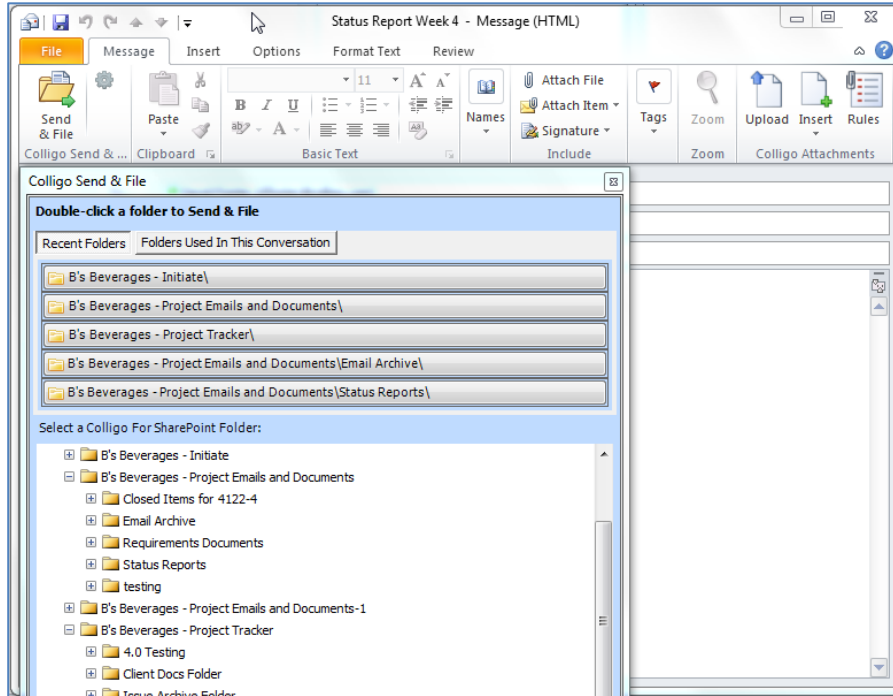 Status Report Week 4 - Message (HTML)
File Message Insert Options Format Text Review
11 A A Attach File
Send & File
Paste
B I U
Names
Attach Item
Signature
Tags
Zoom
Upload Insert Rules
Colligo Send & ... Clipboard Basic Text Include Zoom Colligo Attachments
Colligo Send & File
Double-click a folder to Send & File
Recent Folders Folders Used In This Conversation
B's Beverages - Initiate\
B's Beverages - Project Emails and Documents\
B's Beverages - Project Tracker\
B's Beverages - Project Emails and Documents\Email Archive\
B's Beverages - Project Emails and Documents\Status Reports\
Select a Colligo For SharePoint Folder:
B's Beverages - Initiate
B's Beverages - Project Emails and Documents
Closed Items for 4122-4
Email Archive
Requirements Documents
Status Reports
testing
B's Beverages - Project Emails and Documents-1
B's Beverages - Project Tracker
4.0 Testing
Client Docs Folder
Issue Archive Folder